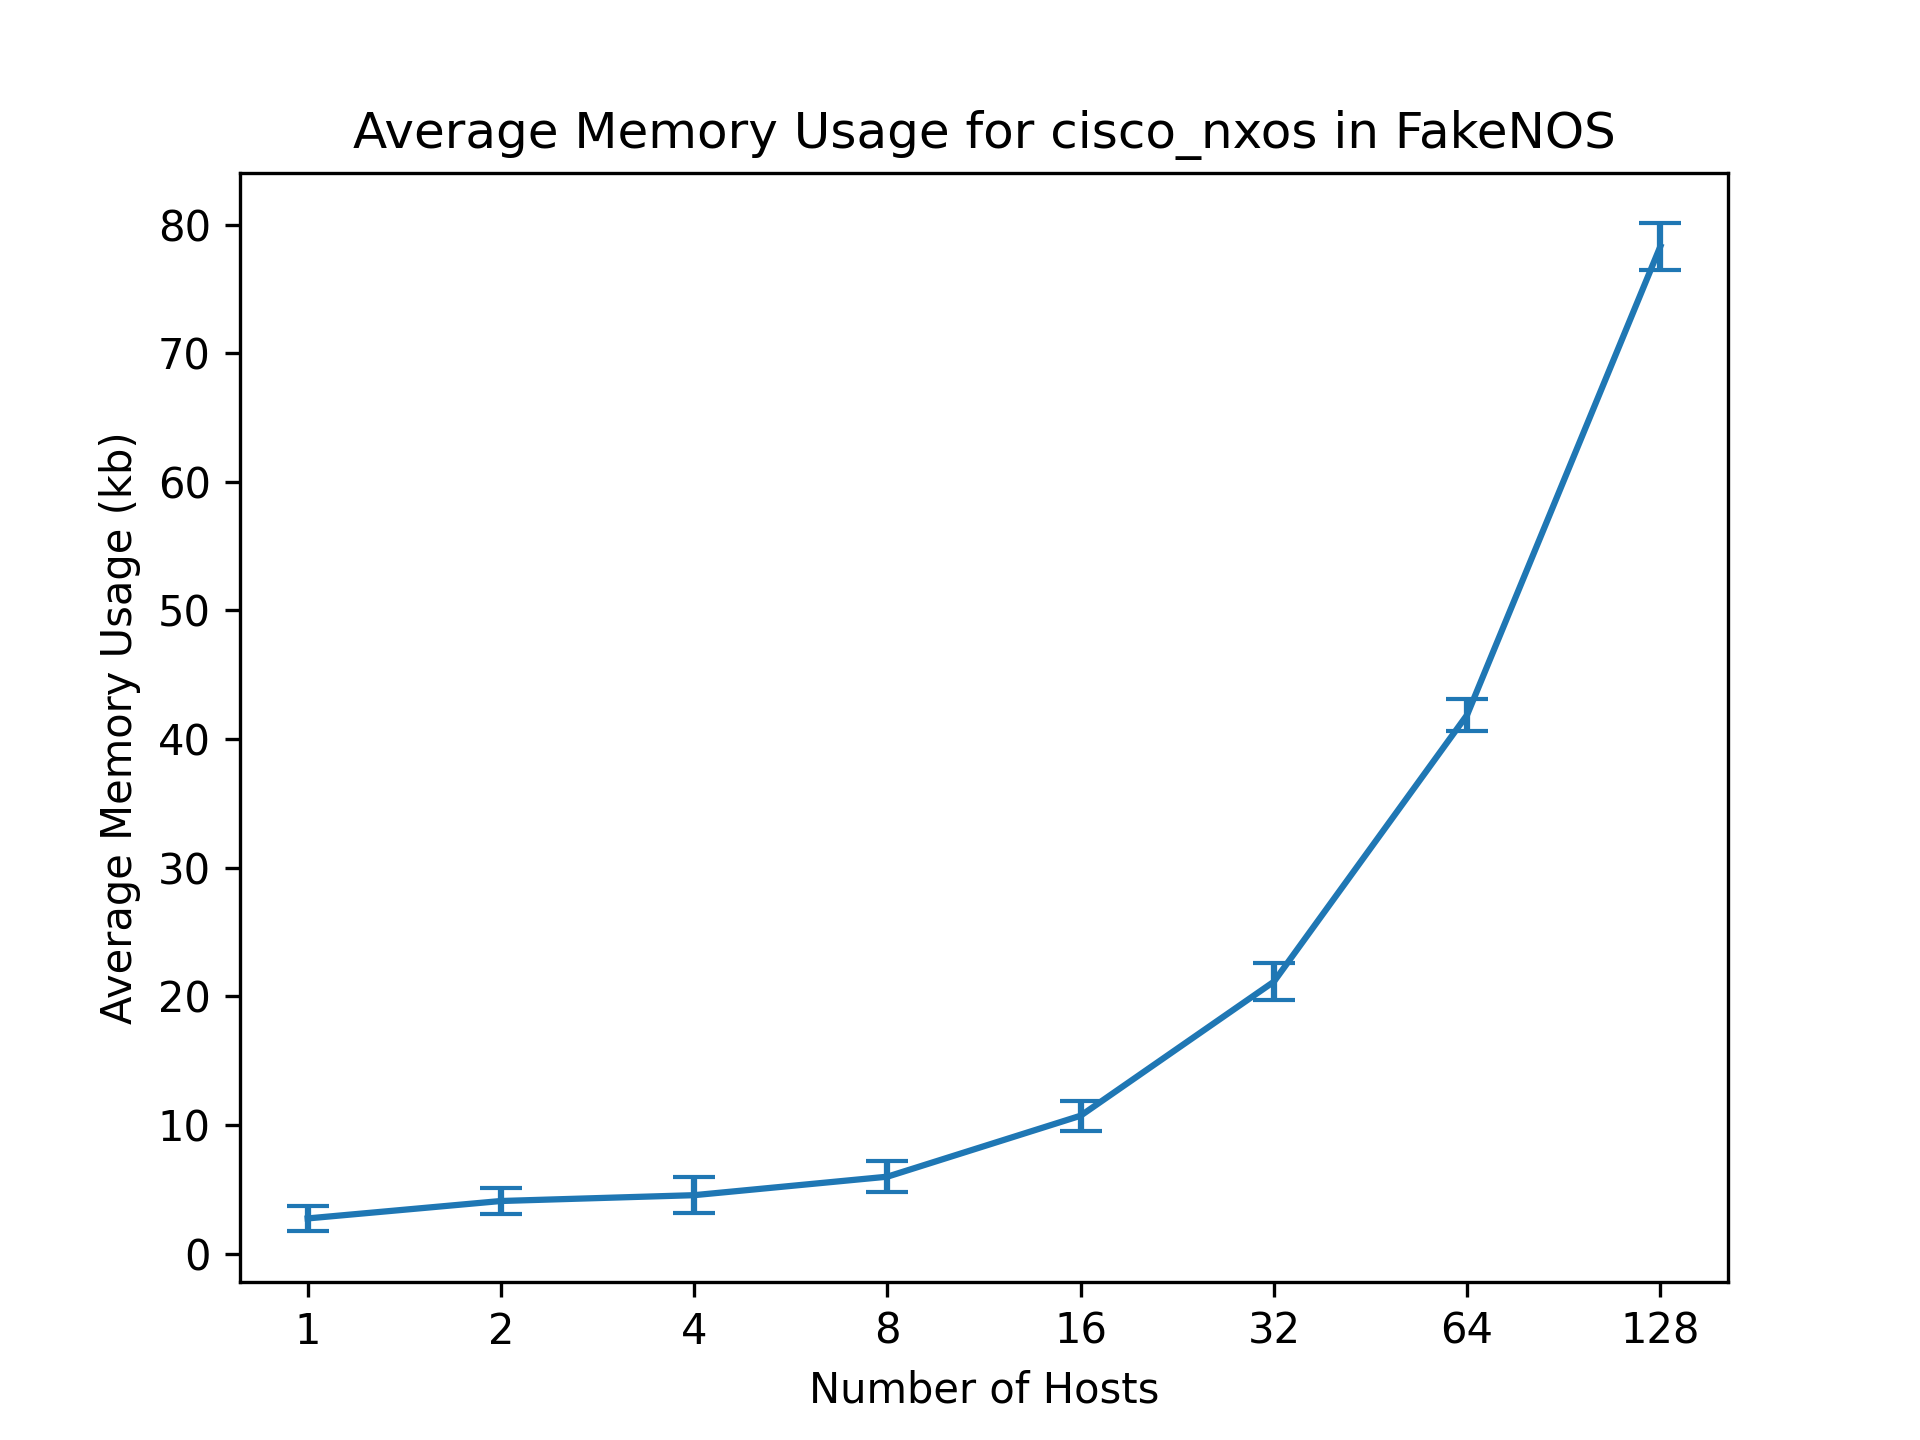 Average Memory Usage for cisco_nxos in FakeNOS
Average Memory Usage (kb)
80
70
60
50
40
30
20
10
0
1 2 4 8 16 32 64 128
Number of Hosts